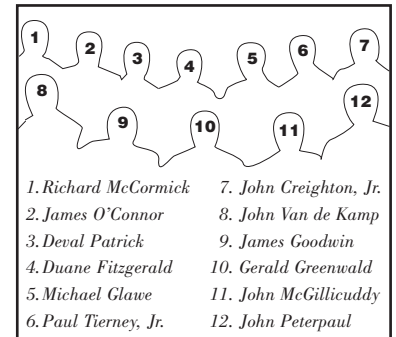 1
2
3
4
5
6
7
8
9
10
11
12
1. Richard McCormick
2. James O'Connor
3. Deval Patrick
4. Duane Fitzgerald
5. Michael Glawe
6. Paul Tierney, Jr.
7. John Creighton, Jr.
8. John Van de Kamp
9. James Goodwin
10. Gerald Greenwald
11. John McGillicuddy
12. John Peterpaul